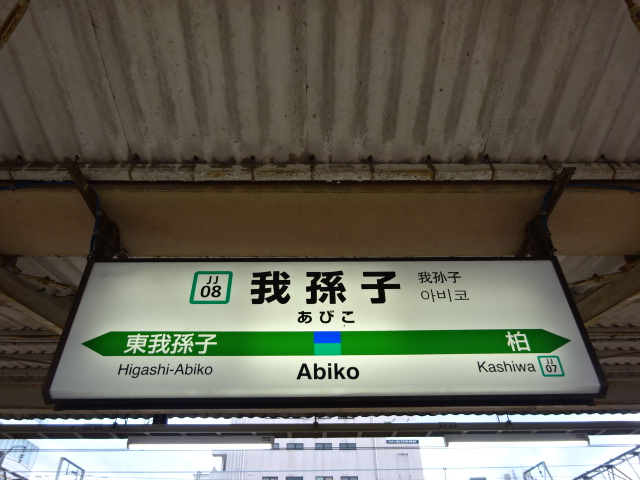 JJ
08
我孫子
我孙子
아비코
あびこ
東我孫子
柏
Higashi-Abiko
Abiko
Kashiwa
JJ
07